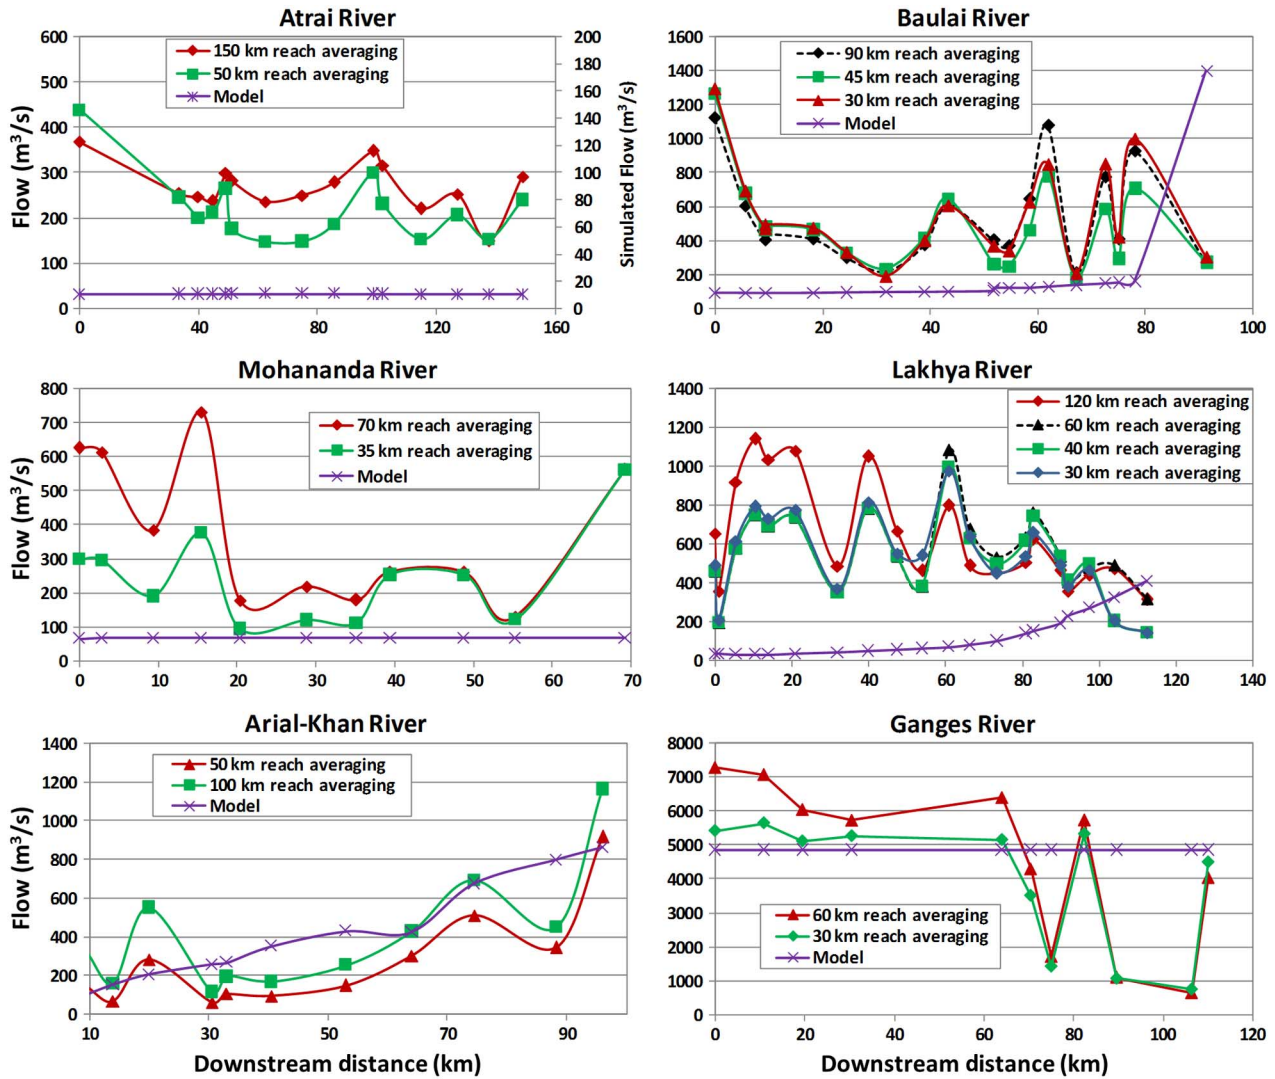 Atrai River
Flow (m³/s)
600
500
400
300
200
100
0
150 km reach averaging
50 km reach averaging
Model
200
180
160
140
120
100
80
60
40
20
0
Simulated Flow (m³/s)
0 40 80 120 160
Baulai River
1600
1400
1200
1000
800
600
400
200
0
90 km reach averaging
45 km reach averaging
30 km reach averaging
Model
0 20 40 60 80 100
Mohananda River
Flow (m³/s)
800
700
600
500
400
300
200
100
0
70 km reach averaging
35 km reach averaging
Model
0 10 20 30 40 50 60 70
Lakhya River
1400
1200
1000
800
600
400
200
0
120 km reach averaging
60 km reach averaging
40 km reach averaging
30 km reach averaging
0 20 40 60 80 100 120 140
Arial-Khan River
Flow (m³/s)
1400
1200
1000
800
600
400
200
0
50 km reach averaging
100 km reach averaging
Model
10 30 50 70 90
Downstream distance (km)
Ganges River
8000
7000
6000
5000
4000
3000
2000
1000
0
60 km reach averaging
30 km reach averaging
Model
0 20 40 60 80 100 120
Downstream distance (km)